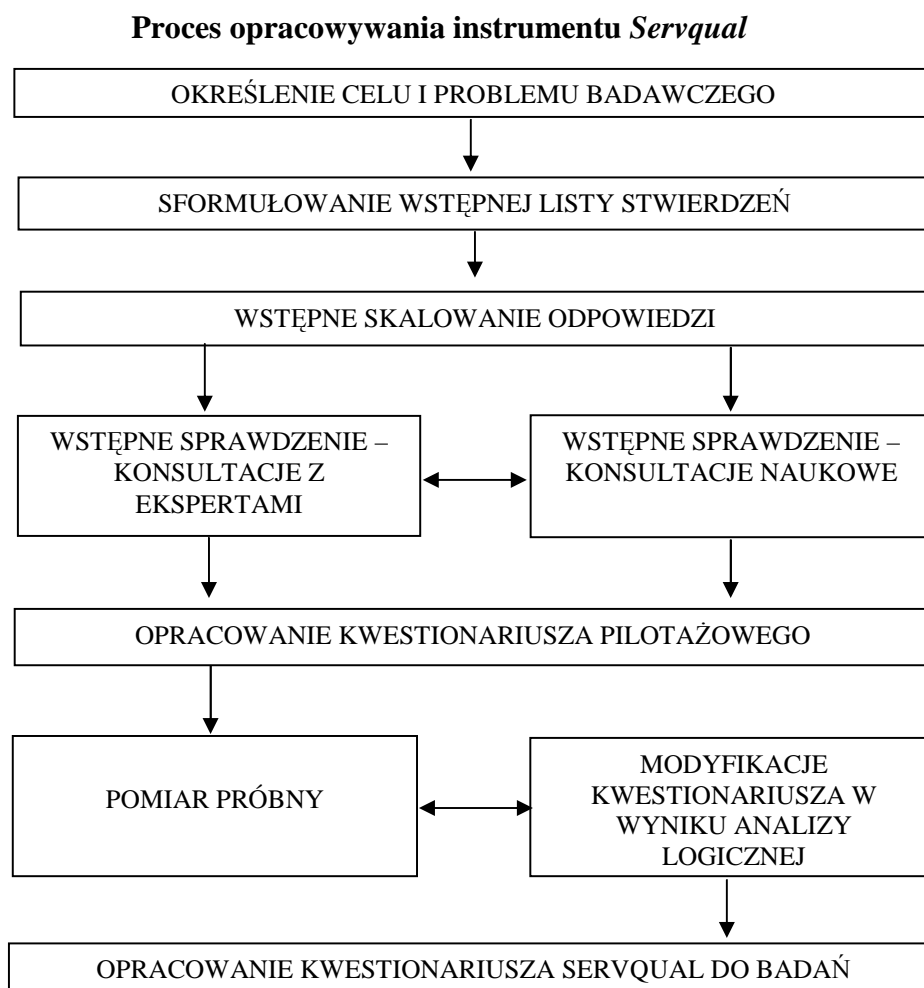 Proces opracowywania instrumentu Servqual
OKREŚLENIE CELU I PROBLEMU BADAWCZEGO
SFORMUŁOWANIE WSTĘPNEJ LISTY STWIERDZEŃ
WSTĘPNE SKALOWANIE ODPOWIEDZI
WSTĘPNE SPRAWDZENIE –
KONSULTACJE Z
EKSPERTAMI
WSTĘPNE SPRAWDZENIE –
KONSULTACJE NAUKOWE
OPRACOWANIE KWESTIONARIUSZA PILOTAŻOWEGO
POMIAR PRÓBNY
MODYFIKACJE
KWESTIONARIUSZA W
WYNIKU ANALIZY
LOGICZNEJ
OPRACOWANIE KWESTIONARIUSZA SERVQUAL DO BADAŃ